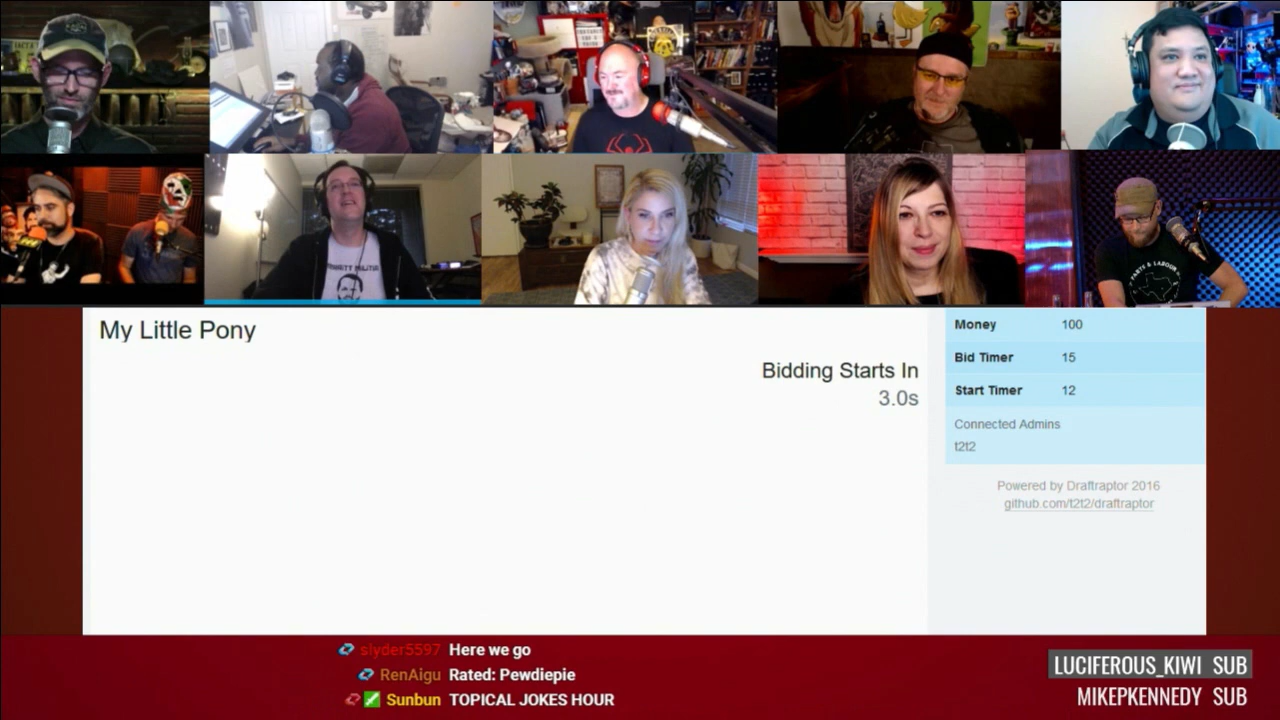 My Little Pony
Bidding Starts In
3.0s
Money 100
Bid Timer 15
Start Timer 12
Connected Admins
t2t2
Powered by Draftraptor 2016
github.com/t2t2/draftraptor
slyder5597 Here we go
RenAigu Rated: Pewdiepie
Sunbun TOPICAL JOKES HOUR
LUCIFEROUS_KIWI SUB
MIKEPKENNEDY SUB
PARTS & LABOUR